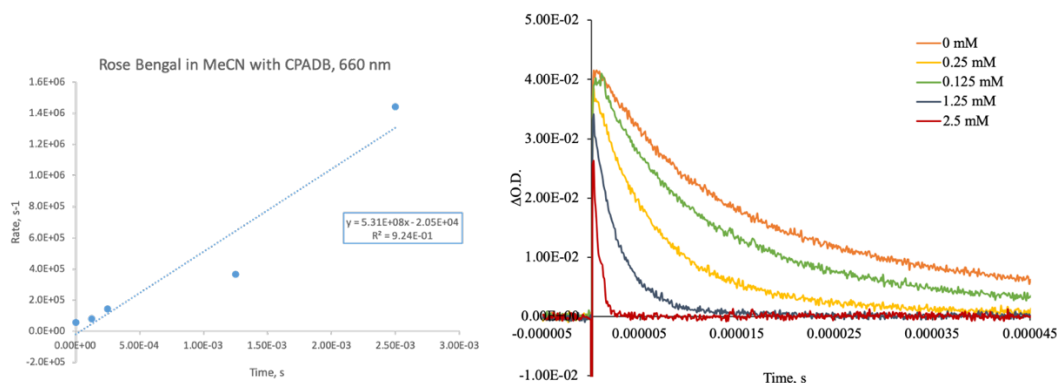 Rose Bengal in MeCN with CPADB, 660 nm
1.6E+06
1.4E+06
1.2E+06
1.0E+06
8.0E+05
6.0E+05
4.0E+05
2.0E+05
0.0E+00
-2.0E+05
Rate, s-1
y = 5.31E+08x - 2.05E+04
R² = 9.24E-01
0.00E+00 5.00E-04 1.00E-03 1.50E-03 2.00E-03 2.50E-03 3.00E-03
Time, s
5.00E-02
4.00E-02
3.00E-02
2.00E-02
1.00E-02
0.00E+00
-1.00E-02
ΔO.D.
0 mM
0.25 mM
0.125 mM
1.25 mM
2.5 mM
-0.000005 0.000005 0.000015 0.000025 0.000035 0.000045
Time, s